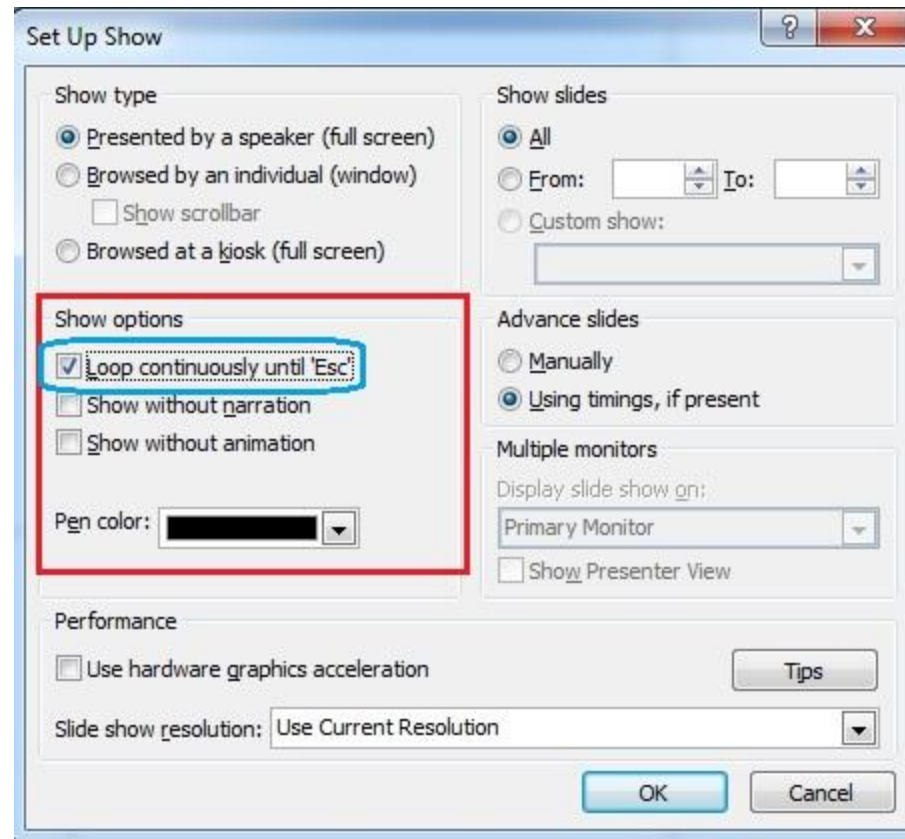 Set Up Show
Show type
Presented by a speaker (full screen)
Browsed by an individual (window)
Show scrollbar
Browsed at a kiosk (full screen)
Show slides
All
From: To:
Custom show:
Show options
Loop continuously until 'Esc'
Show without narration
Show without animation
Pen color:
Advance slides
Manually
Using timings, if present
Multiple monitors
Display slide show on:
Primary Monitor
Show Presenter View
Performance
Use hardware graphics acceleration
Tips
Slide show resolution: Use Current Resolution
OK Cancel